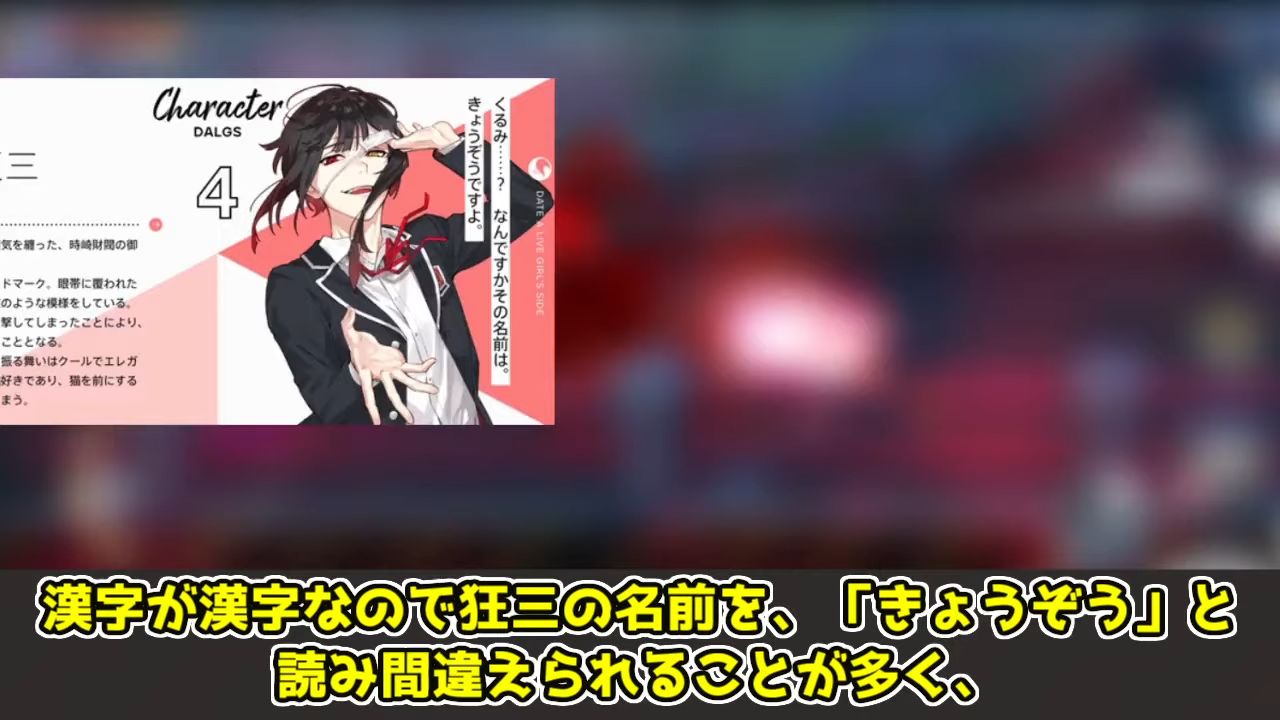 Character
DALGS
三
4
気を纏った、時崎財閥の御
ドマーク。眼帯に覆われた
のような模様をしている。
撃してしまったことにより、
こととなる。
振る舞いはクールでエレガ
好きであり、猫を前にする
まう。
くるみ……? なんですかその名前は。
きょうぞうですよ。
DATE A LIVE GIRL'S SIDE
漢字が漢字なので狂三の名前を、「きょうぞう」と
読み間違えられることが多く、